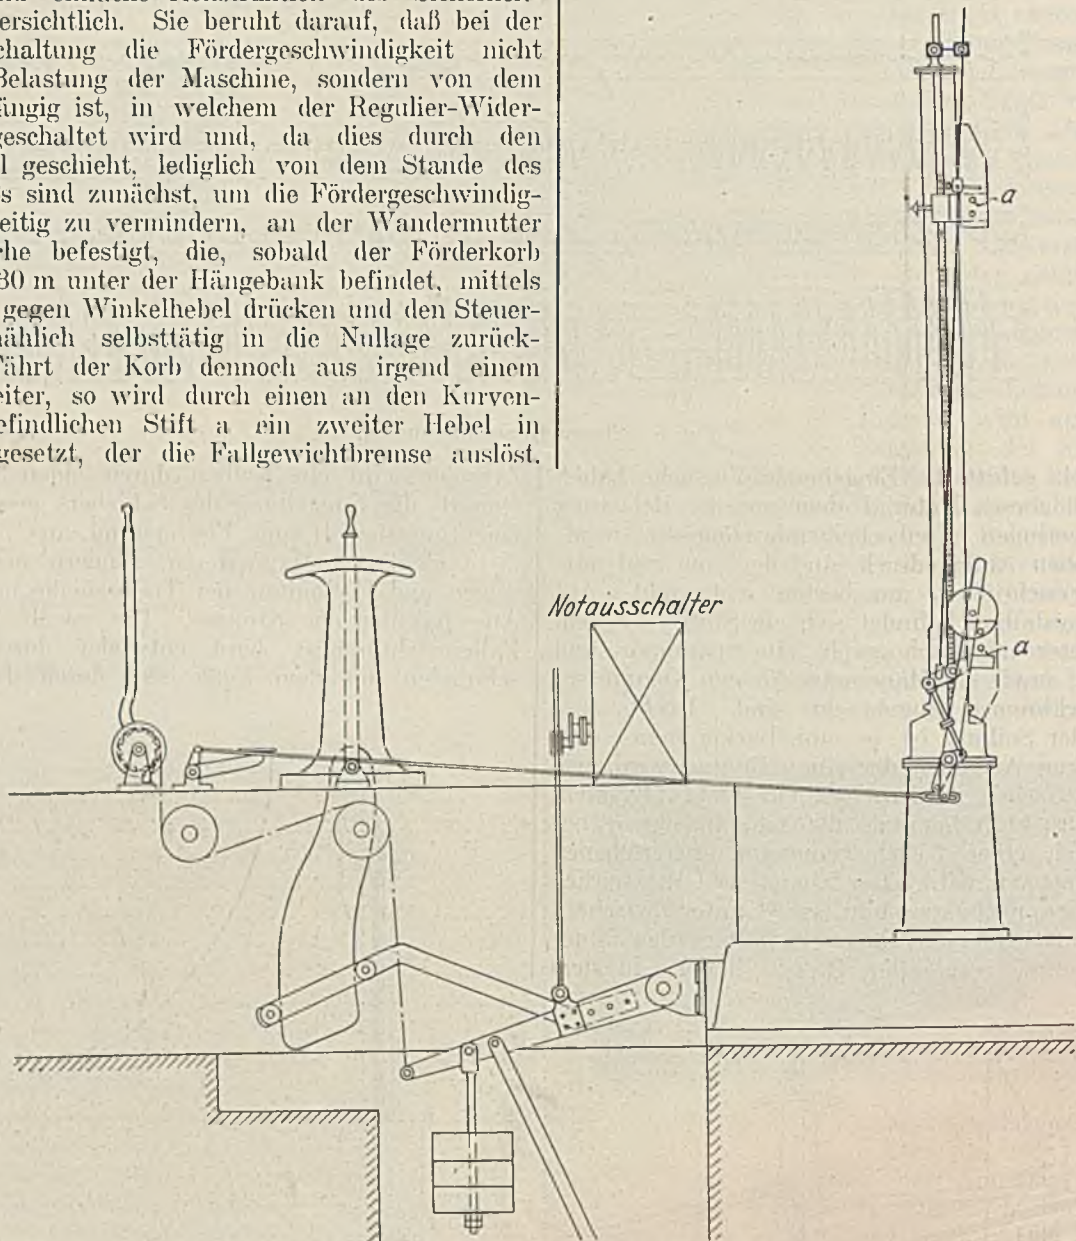 ersichtlich. Sie beruht darauf, daß bei der
chaltung die Fördergeschwindigkeit nicht
Belastung der Maschine, sondern von dem
ängig ist, in welchem der Regulier-Wider-
geschaltet wird und, da dies durch den
l geschieht, lediglich von dem Stande des
s sind zunächst, um die Fördergeschwindig-
eitig zu vermindern, an der Wandermutter
he befestigt, die, sobald der Förderkorb
30 m unter der Hängebank befindet, mittels
gegen Winkelhebel drücken und den Steuer-
mählich selbsttätig in die Nullage zurück-
Fährt der Korb dennoch aus irgend einem
eiter, so wird durch einen an den Kurven-
efindlichen Stift a ein zweiter Hebel in
gesetzt, der die Fallgewichtbremse auslöst.
a
Notausschalter
a